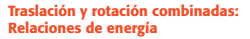 Traslación y rotación combinadas:
Relaciones de energía